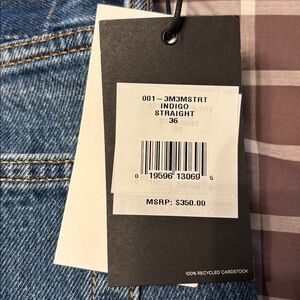 001-3M3MSTRT
INDIGO
STRAIGHT
36
0 19596 13069 5
MSRP: $350.00
100% RECYCLED CARDSTOCK